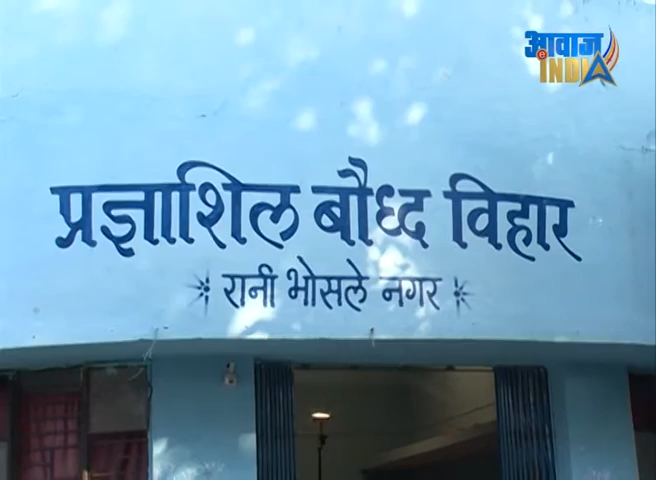 आवाज
e INDIA
प्रज्ञाशिल बौध्द विहार
रानी भोसले नगर